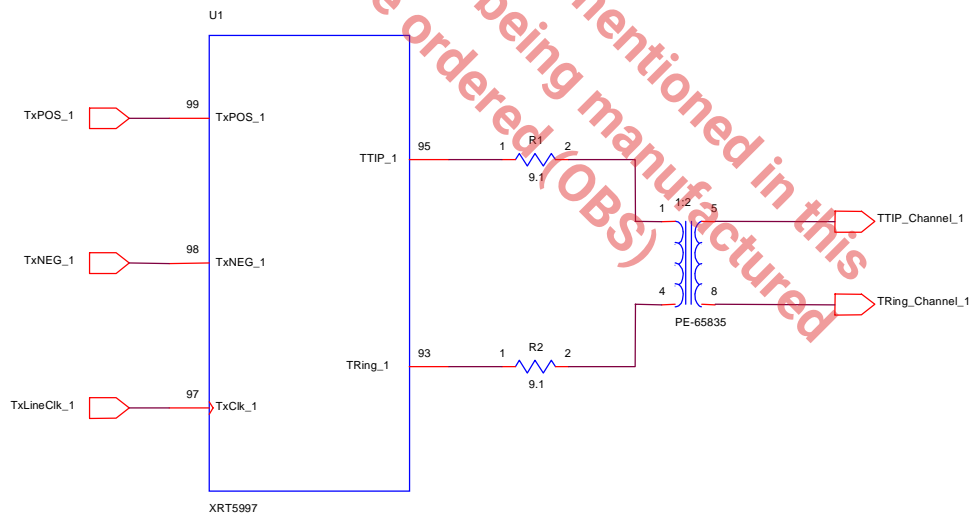 U1
TxPOS_1
99
TxPOS_1
TTIP_1
95
1
R1
2
9.1
1
1:2
5
TTIP_Channel_1
TxNEG_1
98
TxNEG_1
4
8
TRing_Channel_1
PE-65835
TRing_1
93
1
R2
2
9.1
TxLineClk_1
97
TxClk_1
XRT5997
mentioned in this
being manufactured
e ordered (OBS)